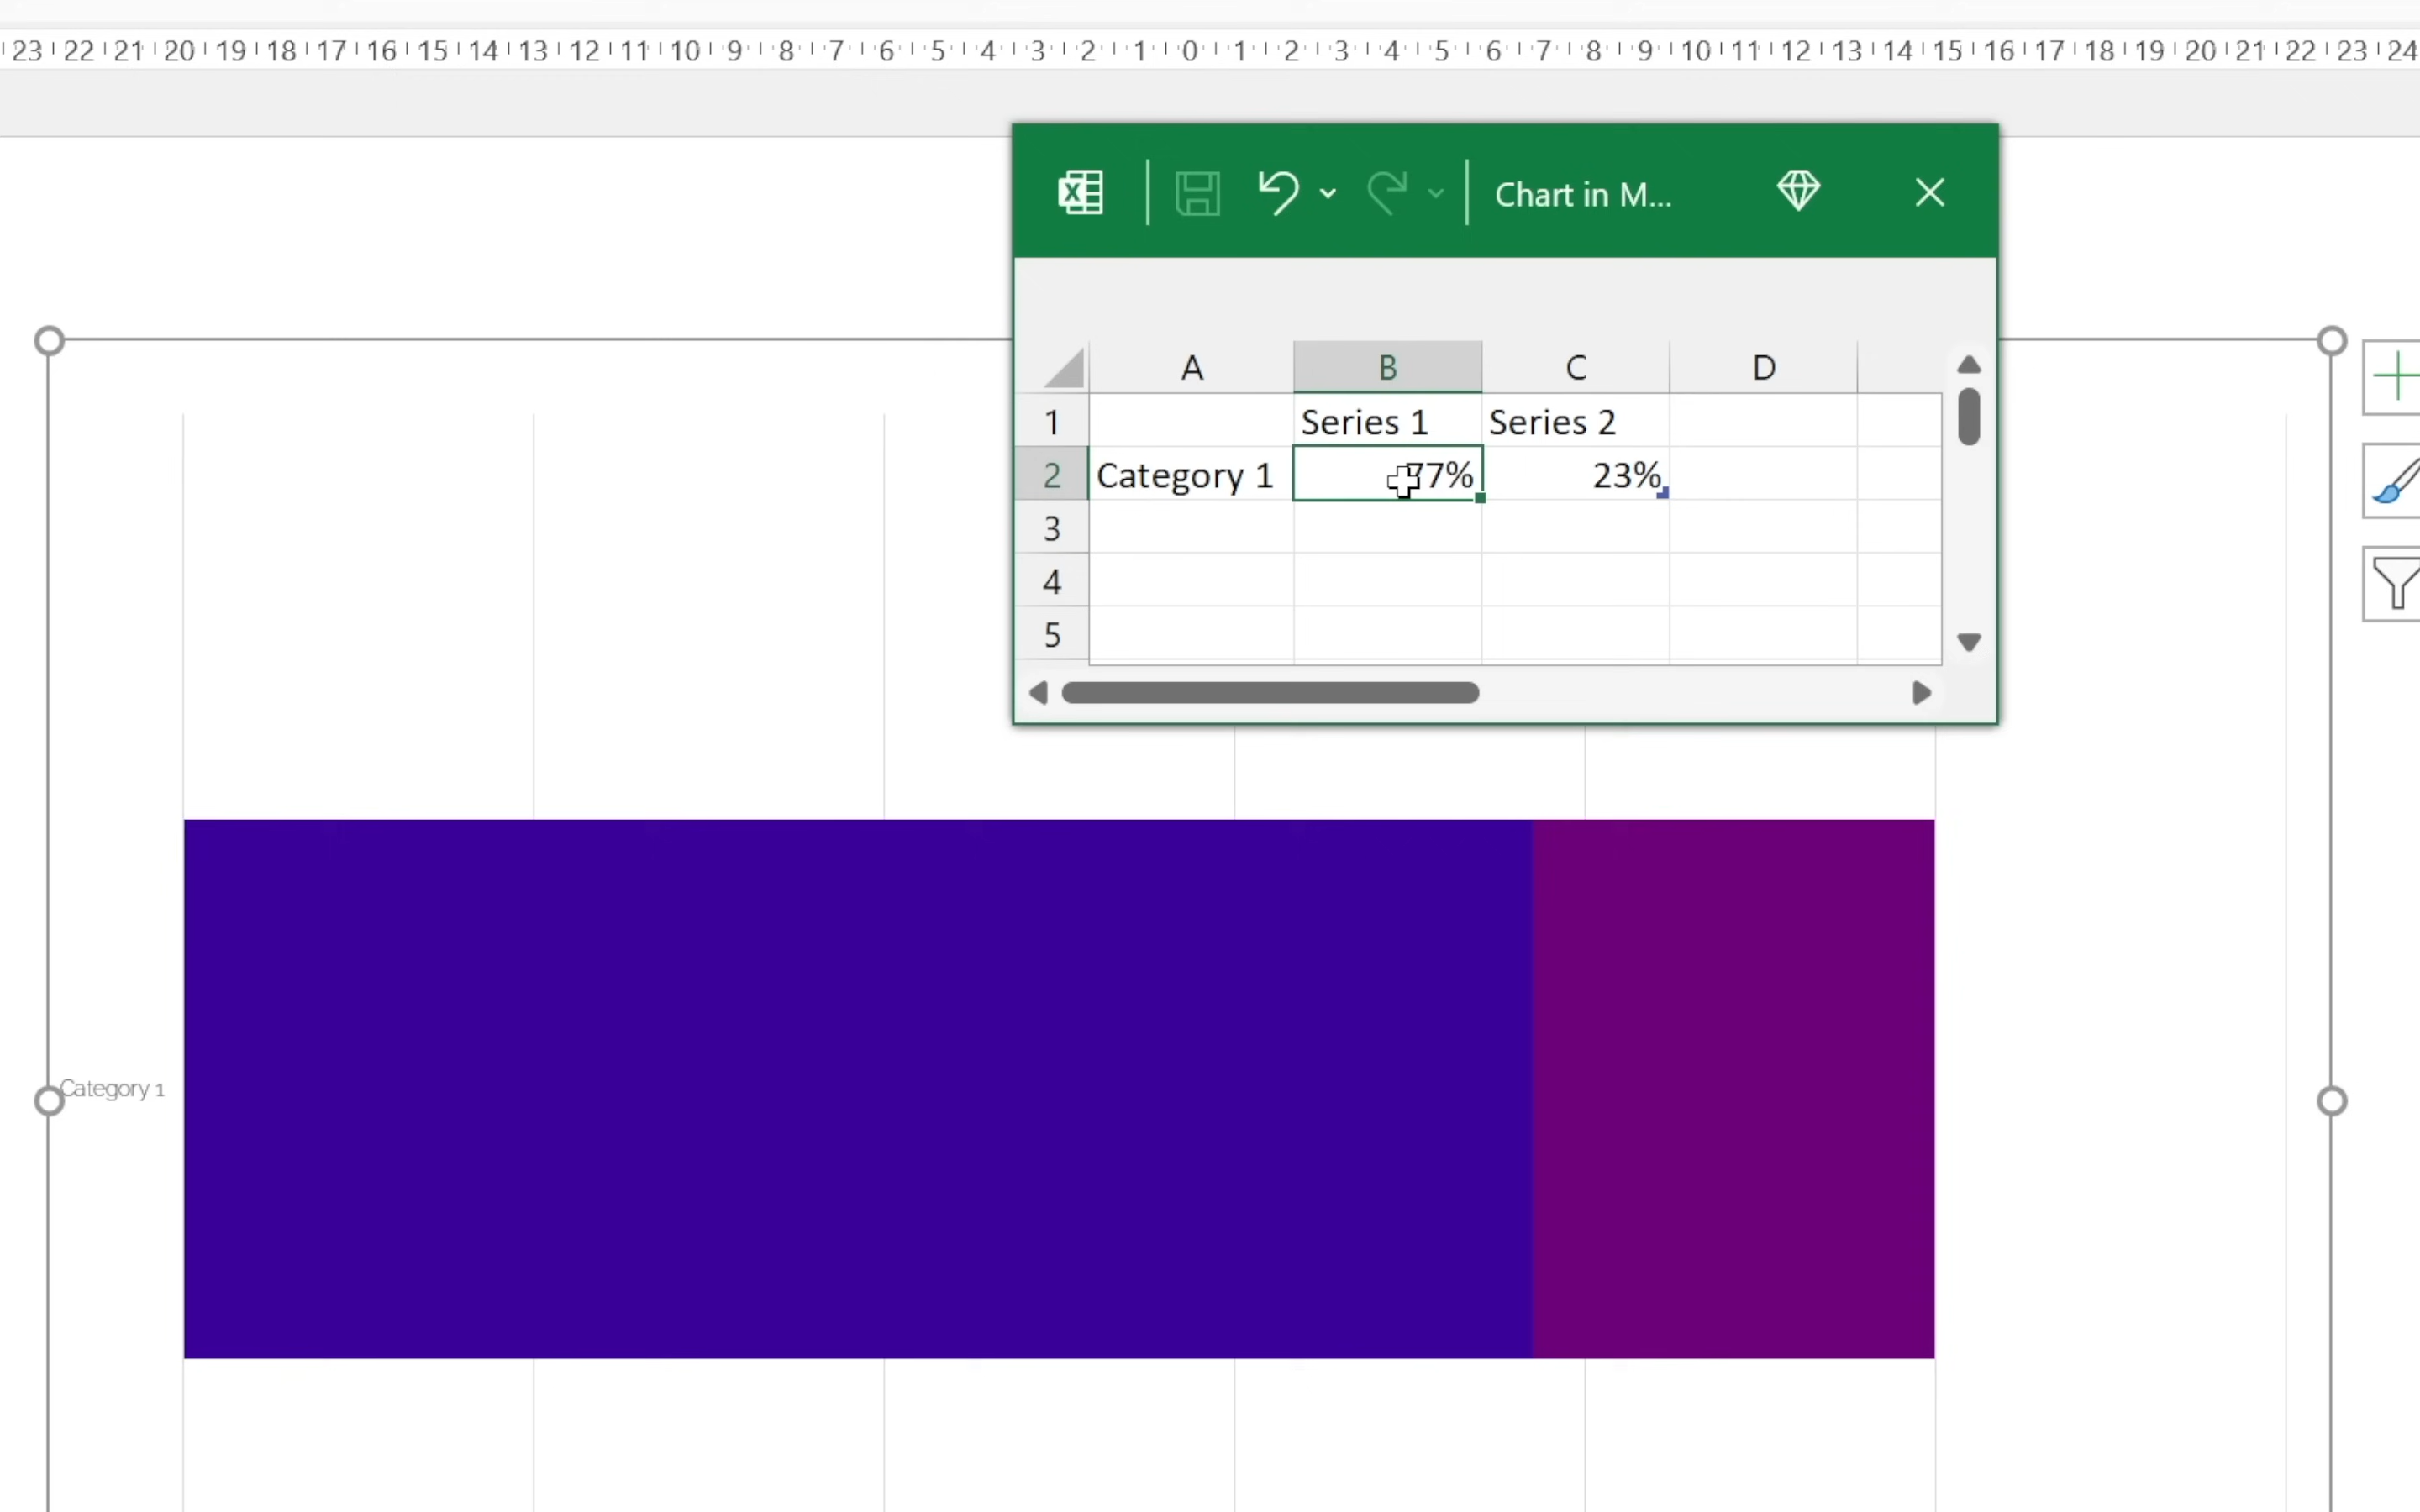 23 22 21 20 19 18 17 16 15 14 13 12 11 10 9 8 7 6 5 4 3 2 1 0 1 2 3 4 5 6 7 8 9 10 11 12 13 14 15 16 17 18 19 20 21 22 23 24
Chart in M...
A B C D
1 Series 1 Series 2
2 Category 1 77% 23%
3
4
5
Category 1